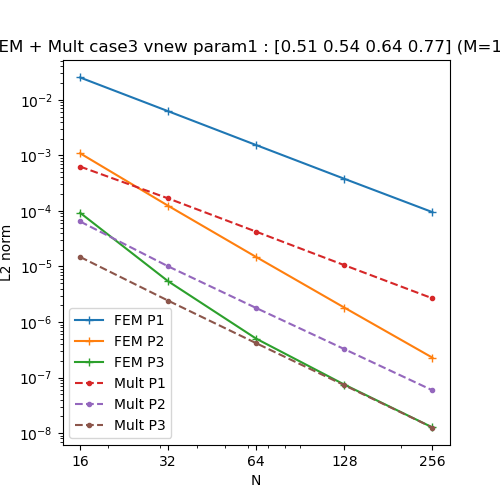 EM + Mult case3 vnew param1 : [0.51 0.54 0.64 0.77] (M=1
L2 norm
10⁻²
10⁻³
10⁻⁴
10⁻⁵
10⁻⁶
10⁻⁷
10⁻⁸
FEM P1
FEM P2
FEM P3
Mult P1
Mult P2
Mult P3
16 32 64 128 256
N